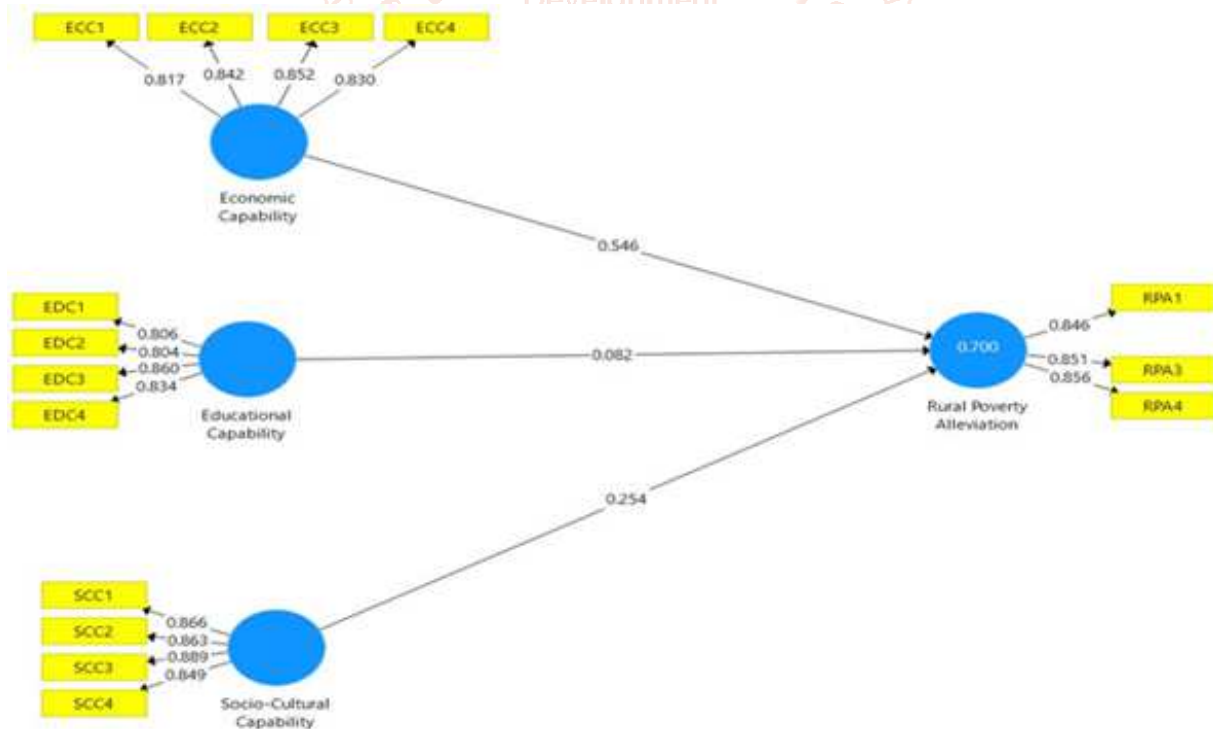 Development
ECC1
ECC2
ECC3
ECC4
0.817
0.842
0.852
0.830
Economic
Capability
0.546
EDC1
EDC2
EDC3
EDC4
0.806
0.804
0.860
0.834
Educational
Capability
0.082
0.700
Rural Poverty
Alleviation
0.846
0.851
0.856
RPA1
RPA3
RPA4
0.254
SCC1
SCC2
SCC3
SCC4
0.866
0.863
0.889
0.849
Socio-Cultural
Capability